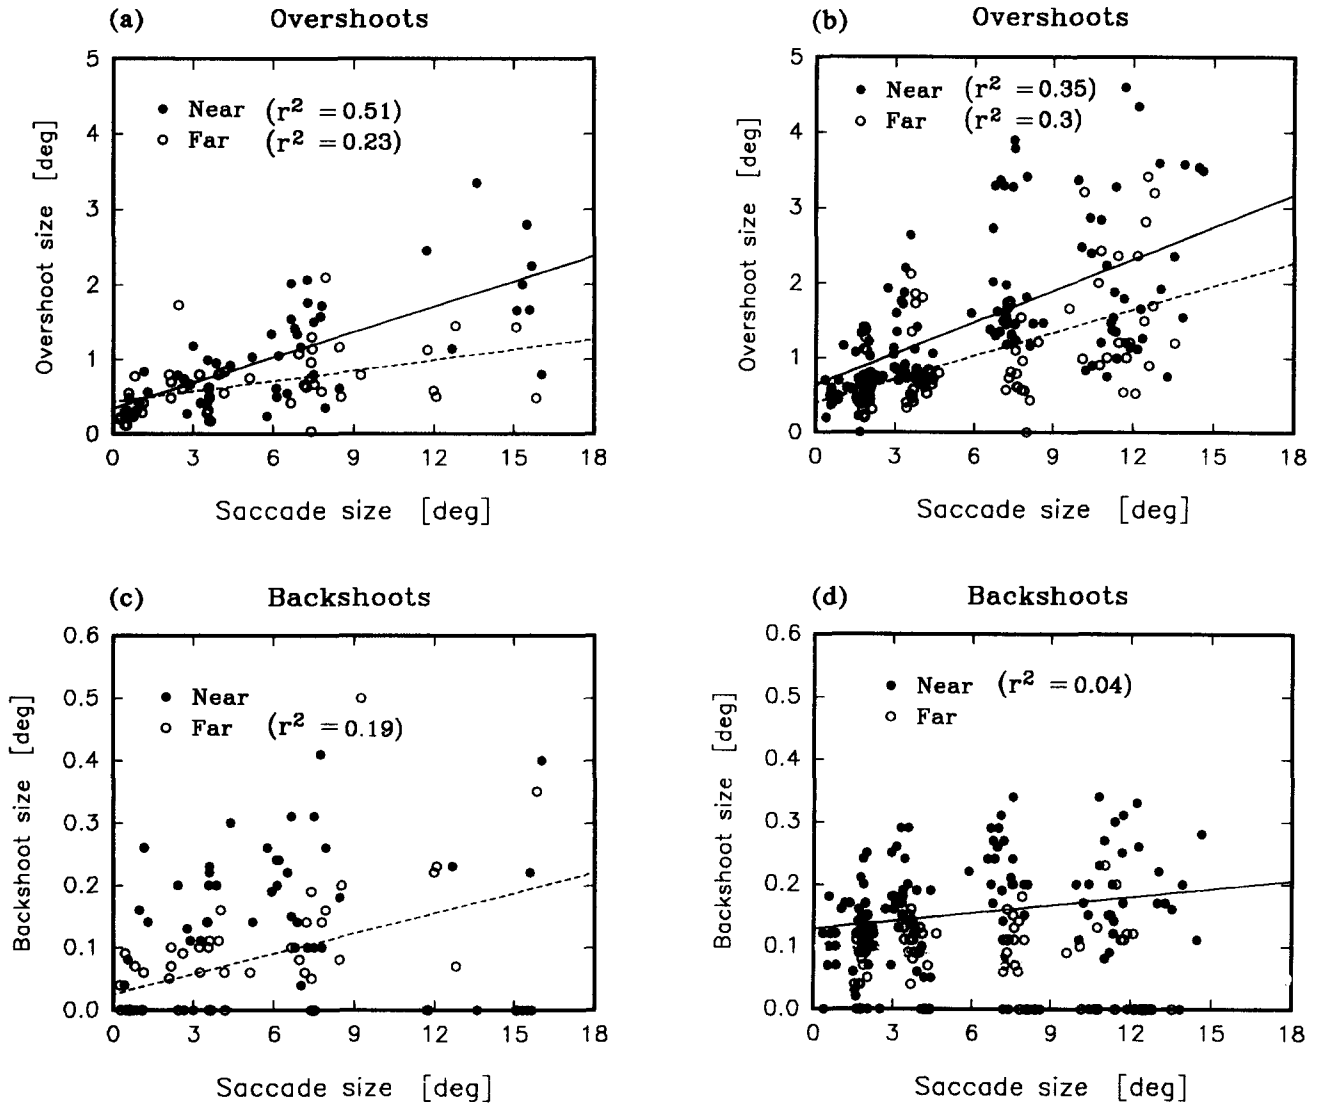 (a) Overshoots
5
4
3
2
1
0
Near (r² = 0.51)
Far (r² = 0.23)
Overshoot size [deg]
0 3 6 9 12 15 18
Saccade size [deg]
(b) Overshoots
5
4
3
2
1
0
Near (r² = 0.35)
Far (r² = 0.3)
Overshoot size [deg]
0 3 6 9 12 15 18
Saccade size [deg]
(c) Backshoots
0.6
0.5
0.4
0.3
0.2
0.1
0.0
Near
Far (r² = 0.19)
Backshoot size [deg]
0 3 6 9 12 15 18
Saccade size [deg]
(d) Backshoots
0.6
0.5
0.4
0.3
0.2
0.1
0.0
Near (r² = 0.04)
Far
Backshoot size [deg]
0 3 6 9 12 15 18
Saccade size [deg]